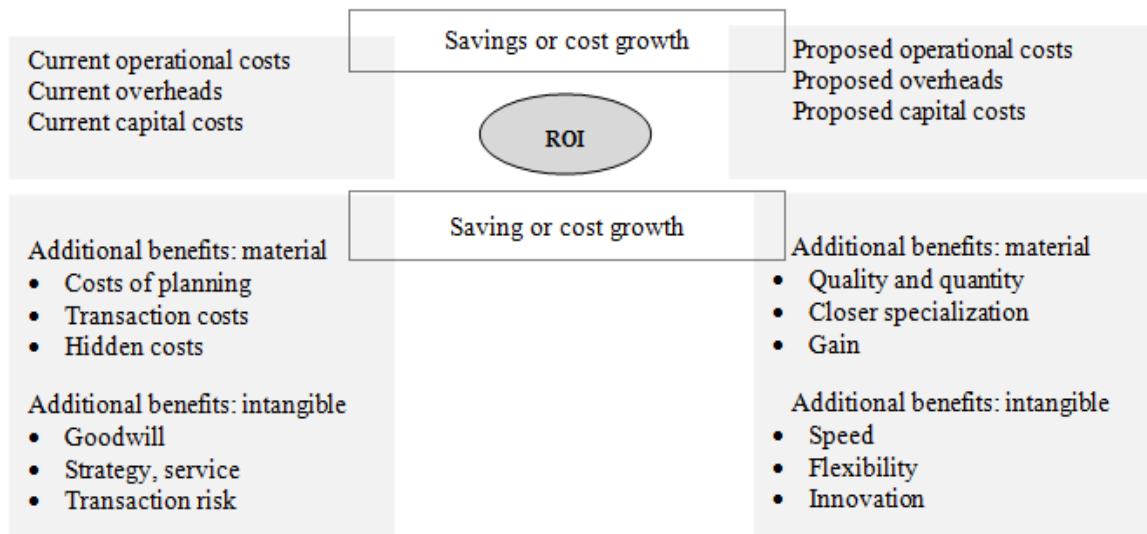 Savings or cost growth
Current operational costs
Current overheads
Current capital costs
ROI
Proposed operational costs
Proposed overheads
Proposed capital costs
Saving or cost growth
Additional benefits: material
• Costs of planning
• Transaction costs
• Hidden costs
Additional benefits: intangible
• Goodwill
• Strategy, service
• Transaction risk
Additional benefits: material
• Quality and quantity
• Closer specialization
• Gain
Additional benefits: intangible
• Speed
• Flexibility
• Innovation